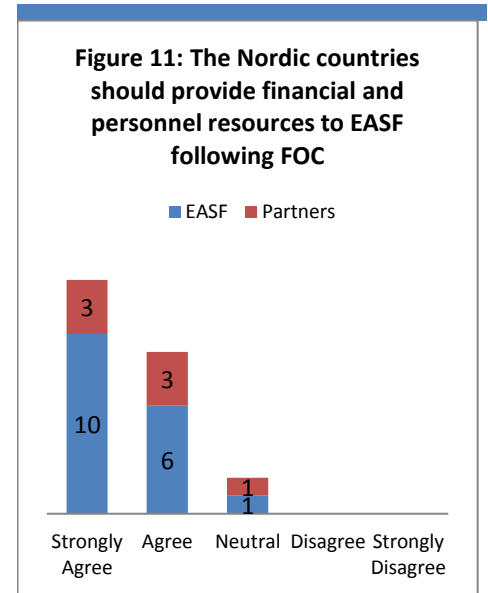 Figure 11: The Nordic countries
should provide financial and
personnel resources to EASF
following FOC
EASF Partners
3
3
10
6
1
1
Strongly Agree Neutral Disagree Strongly
Agree Disagree